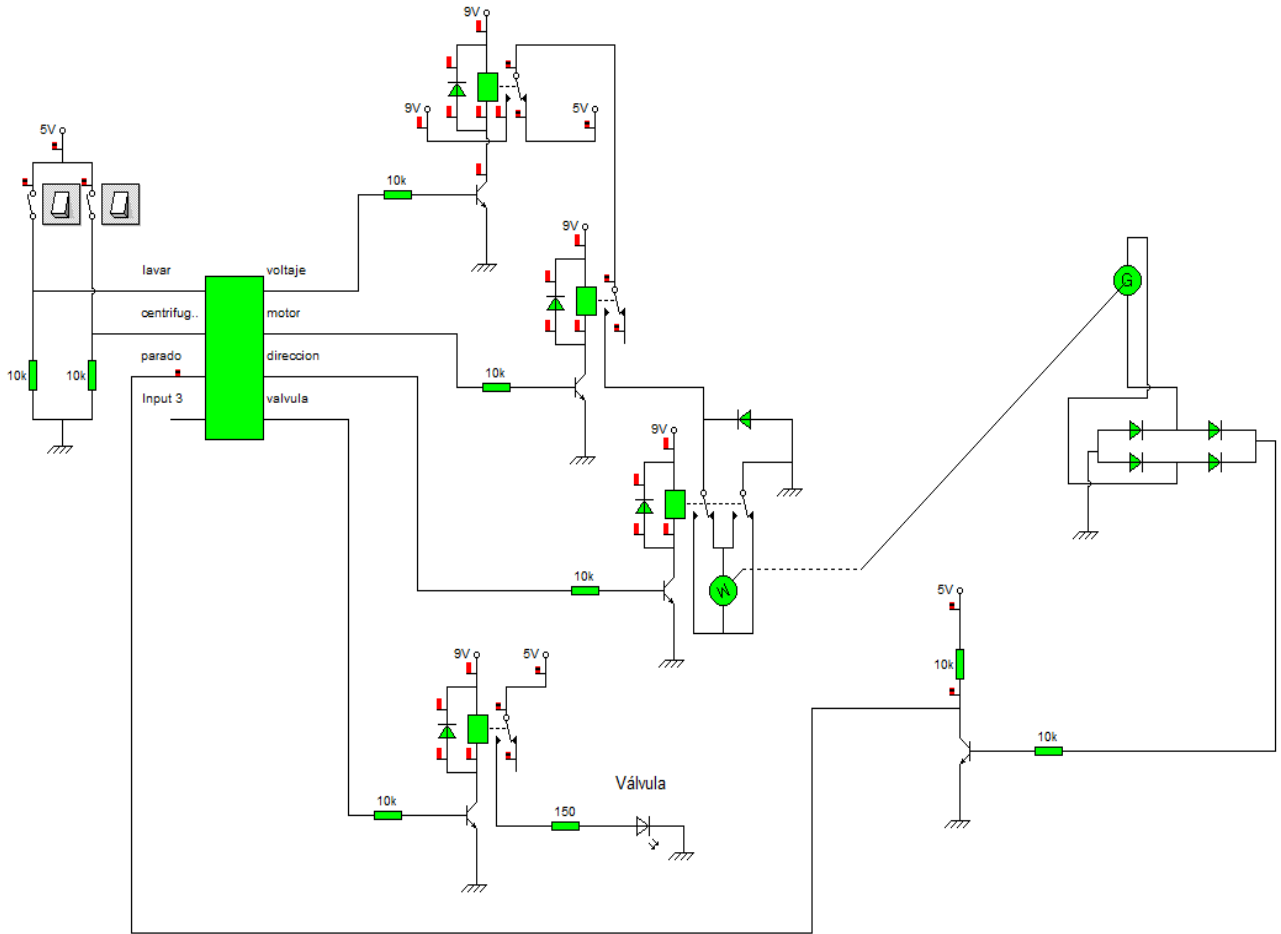 9V
9V
5V
5V
10k
9V
lavar
voltaje
centrifug..
motor
parado
direccion
Input 3
valvula
10k
10k
10k
9V
10k
9V
5V
10k
150
Válvula
G
W
5V
10k
10k